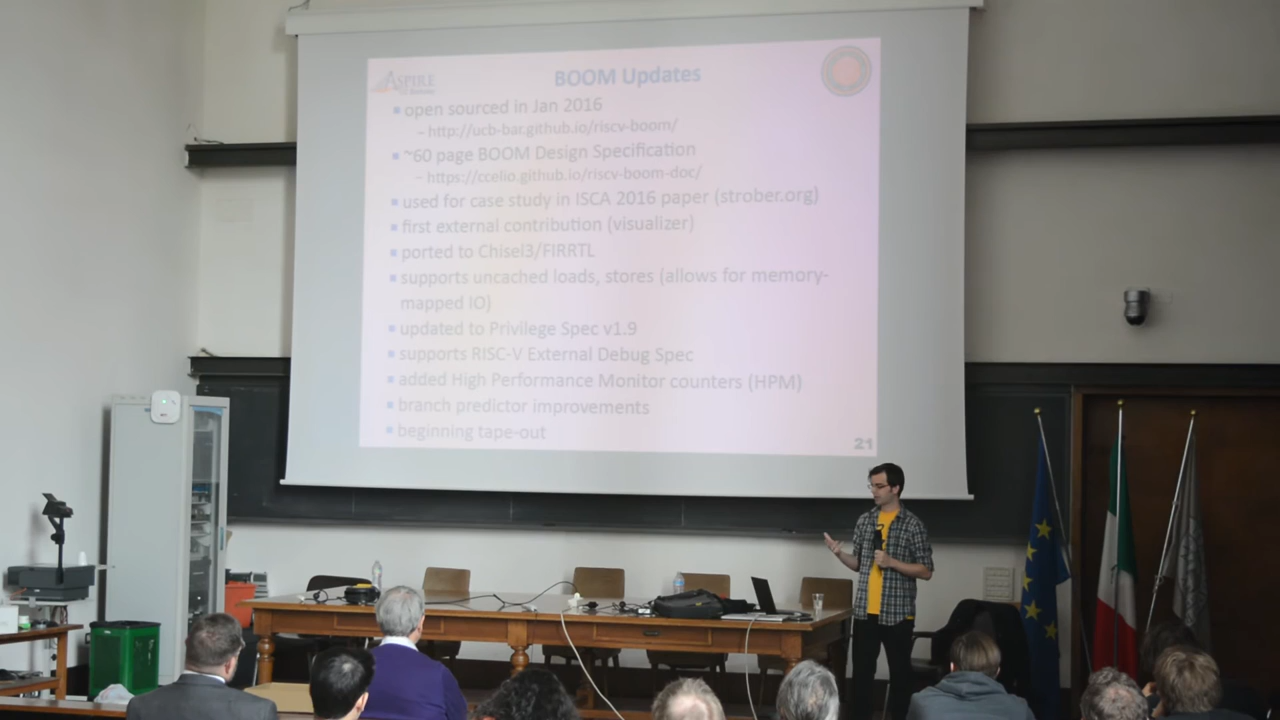 ASPIRE
BOOM Updates
open sourced in Jan 2016
– http://ucb-bar.github.io/riscv-boom/
~60 page BOOM Design Specification
– https://ccelio.github.io/riscv-boom-doc/
used for case study in ISCA 2016 paper (strober.org)
first external contribution (visualizer)
ported to Chisel3/FIRRTL
supports uncached loads, stores (allows for memory-
mapped IO)
updated to Privilege Spec v1.9
supports RISC-V External Debug Spec
added High Performance Monitor counters (HPM)
branch predictor improvements
beginning tape-out
21